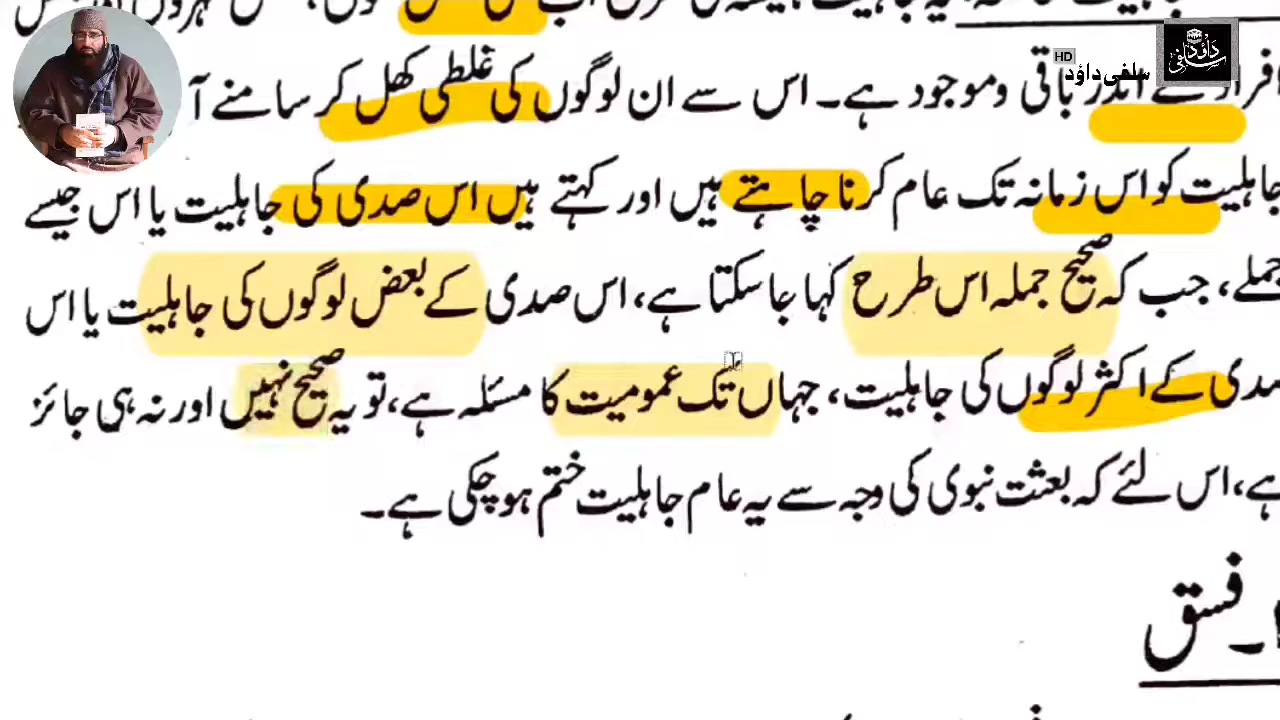 افراد کے اندر باقی وموجود ہے۔ اس سے ان لوگوں کی غلطی کھل کر سامنے آ
جاہلیت کو اس زمانہ تک عام کرنا چاہتے ہیں اور کہتے ہیں اس صدی کی جاہلیت یا اس جیسے
جملے، جب کہ صحیح جملہ اس طرح کہا جا سکتا ہے، اس صدی کے بعض لوگوں کی جاہلیت یا اس
صدی کے اکثر لوگوں کی جاہلیت، جہاں تک عمومیت کا مسئلہ ہے، تو یہ صحیح نہیں اور نہ ہی جائز
ہے، اس لئے کہ بعثت نبوی کی وجہ سے یہ عام جاہلیت ختم ہو چکی ہے۔
۔ فسق
HD
سلفی داؤد
داؤد
سلفی